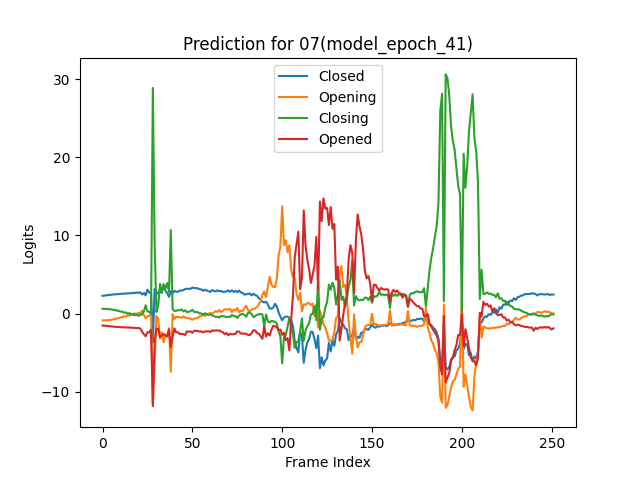 Prediction for 07(model_epoch_41)
Closed
Opening
Closing
Opened
Logits
30
20
10
0
−10
0 50 100 150 200 250
Frame Index